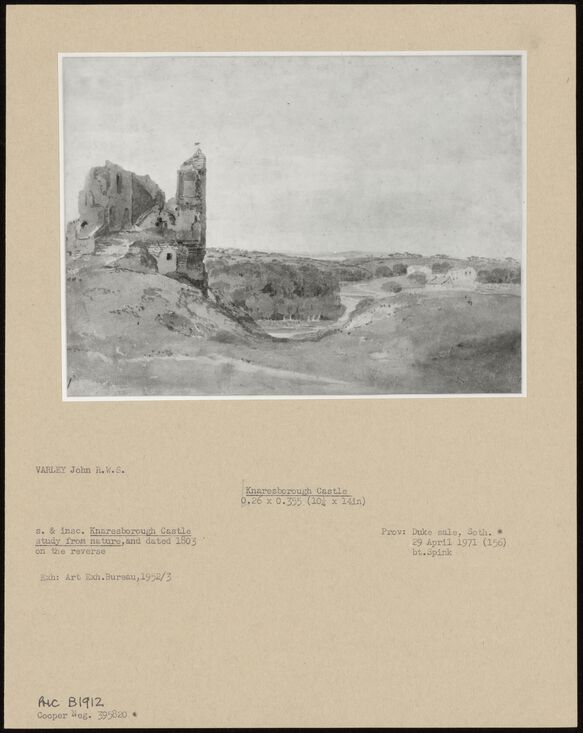 VARLEY John R.W.S.
Knaresborough Castle
0.26 x 0.355 (10¼ x 14in)
s. & insc. Knaresborough Castle
study from nature,and dated 1803
on the reverse
Prov: Duke sale, Soth. *
29 April 1971 (156)
bt.Spink
Exh: Art Exh.Bureau,1952/3
PMC B1912
Cooper Neg. 395820 *